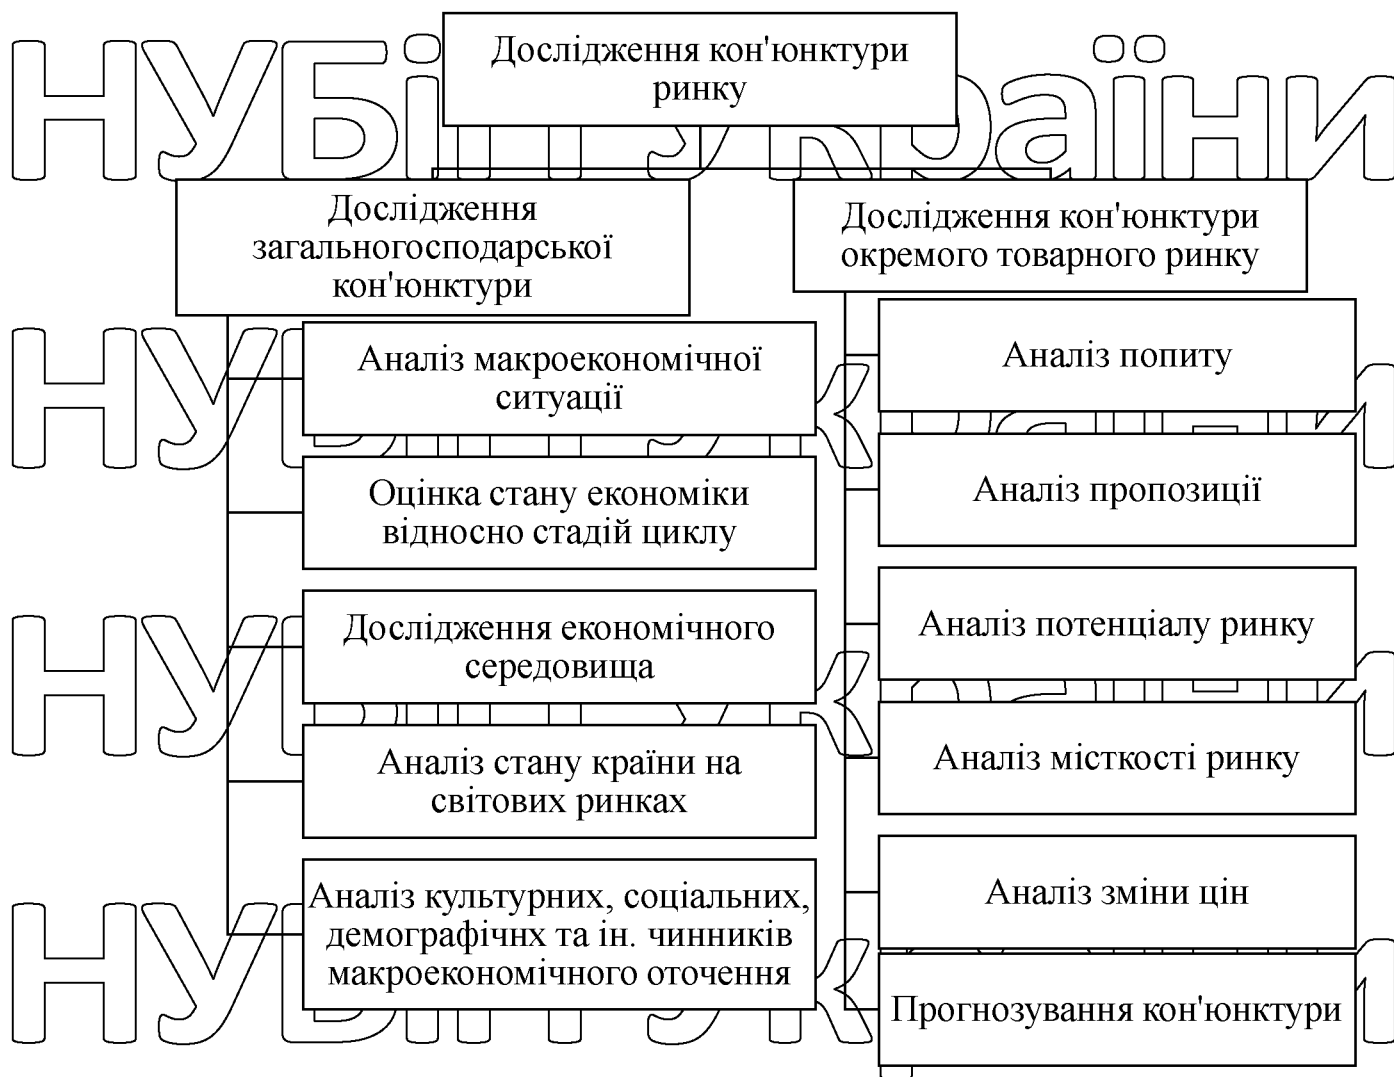 Дослідження кон'юнктури
ринку
Дослідження
загальногосподарської
кон'юнктури
Аналіз макроекономічної
ситуації
Оцінка стану економіки
відносно стадій циклу
Дослідження економічного
середовища
Аналіз стану країни на
світових ринках
Аналіз культурних, соціальних,
демографічнх та ін. чинників
макроекономічного оточення
Дослідження кон'юнктури
окремого товарного ринку
Аналіз попиту
Аналіз пропозиції
Аналіз потенціалу ринку
Аналіз місткості ринку
Аналіз зміни цін
Прогнозування кон'юнктури
НУБіП України